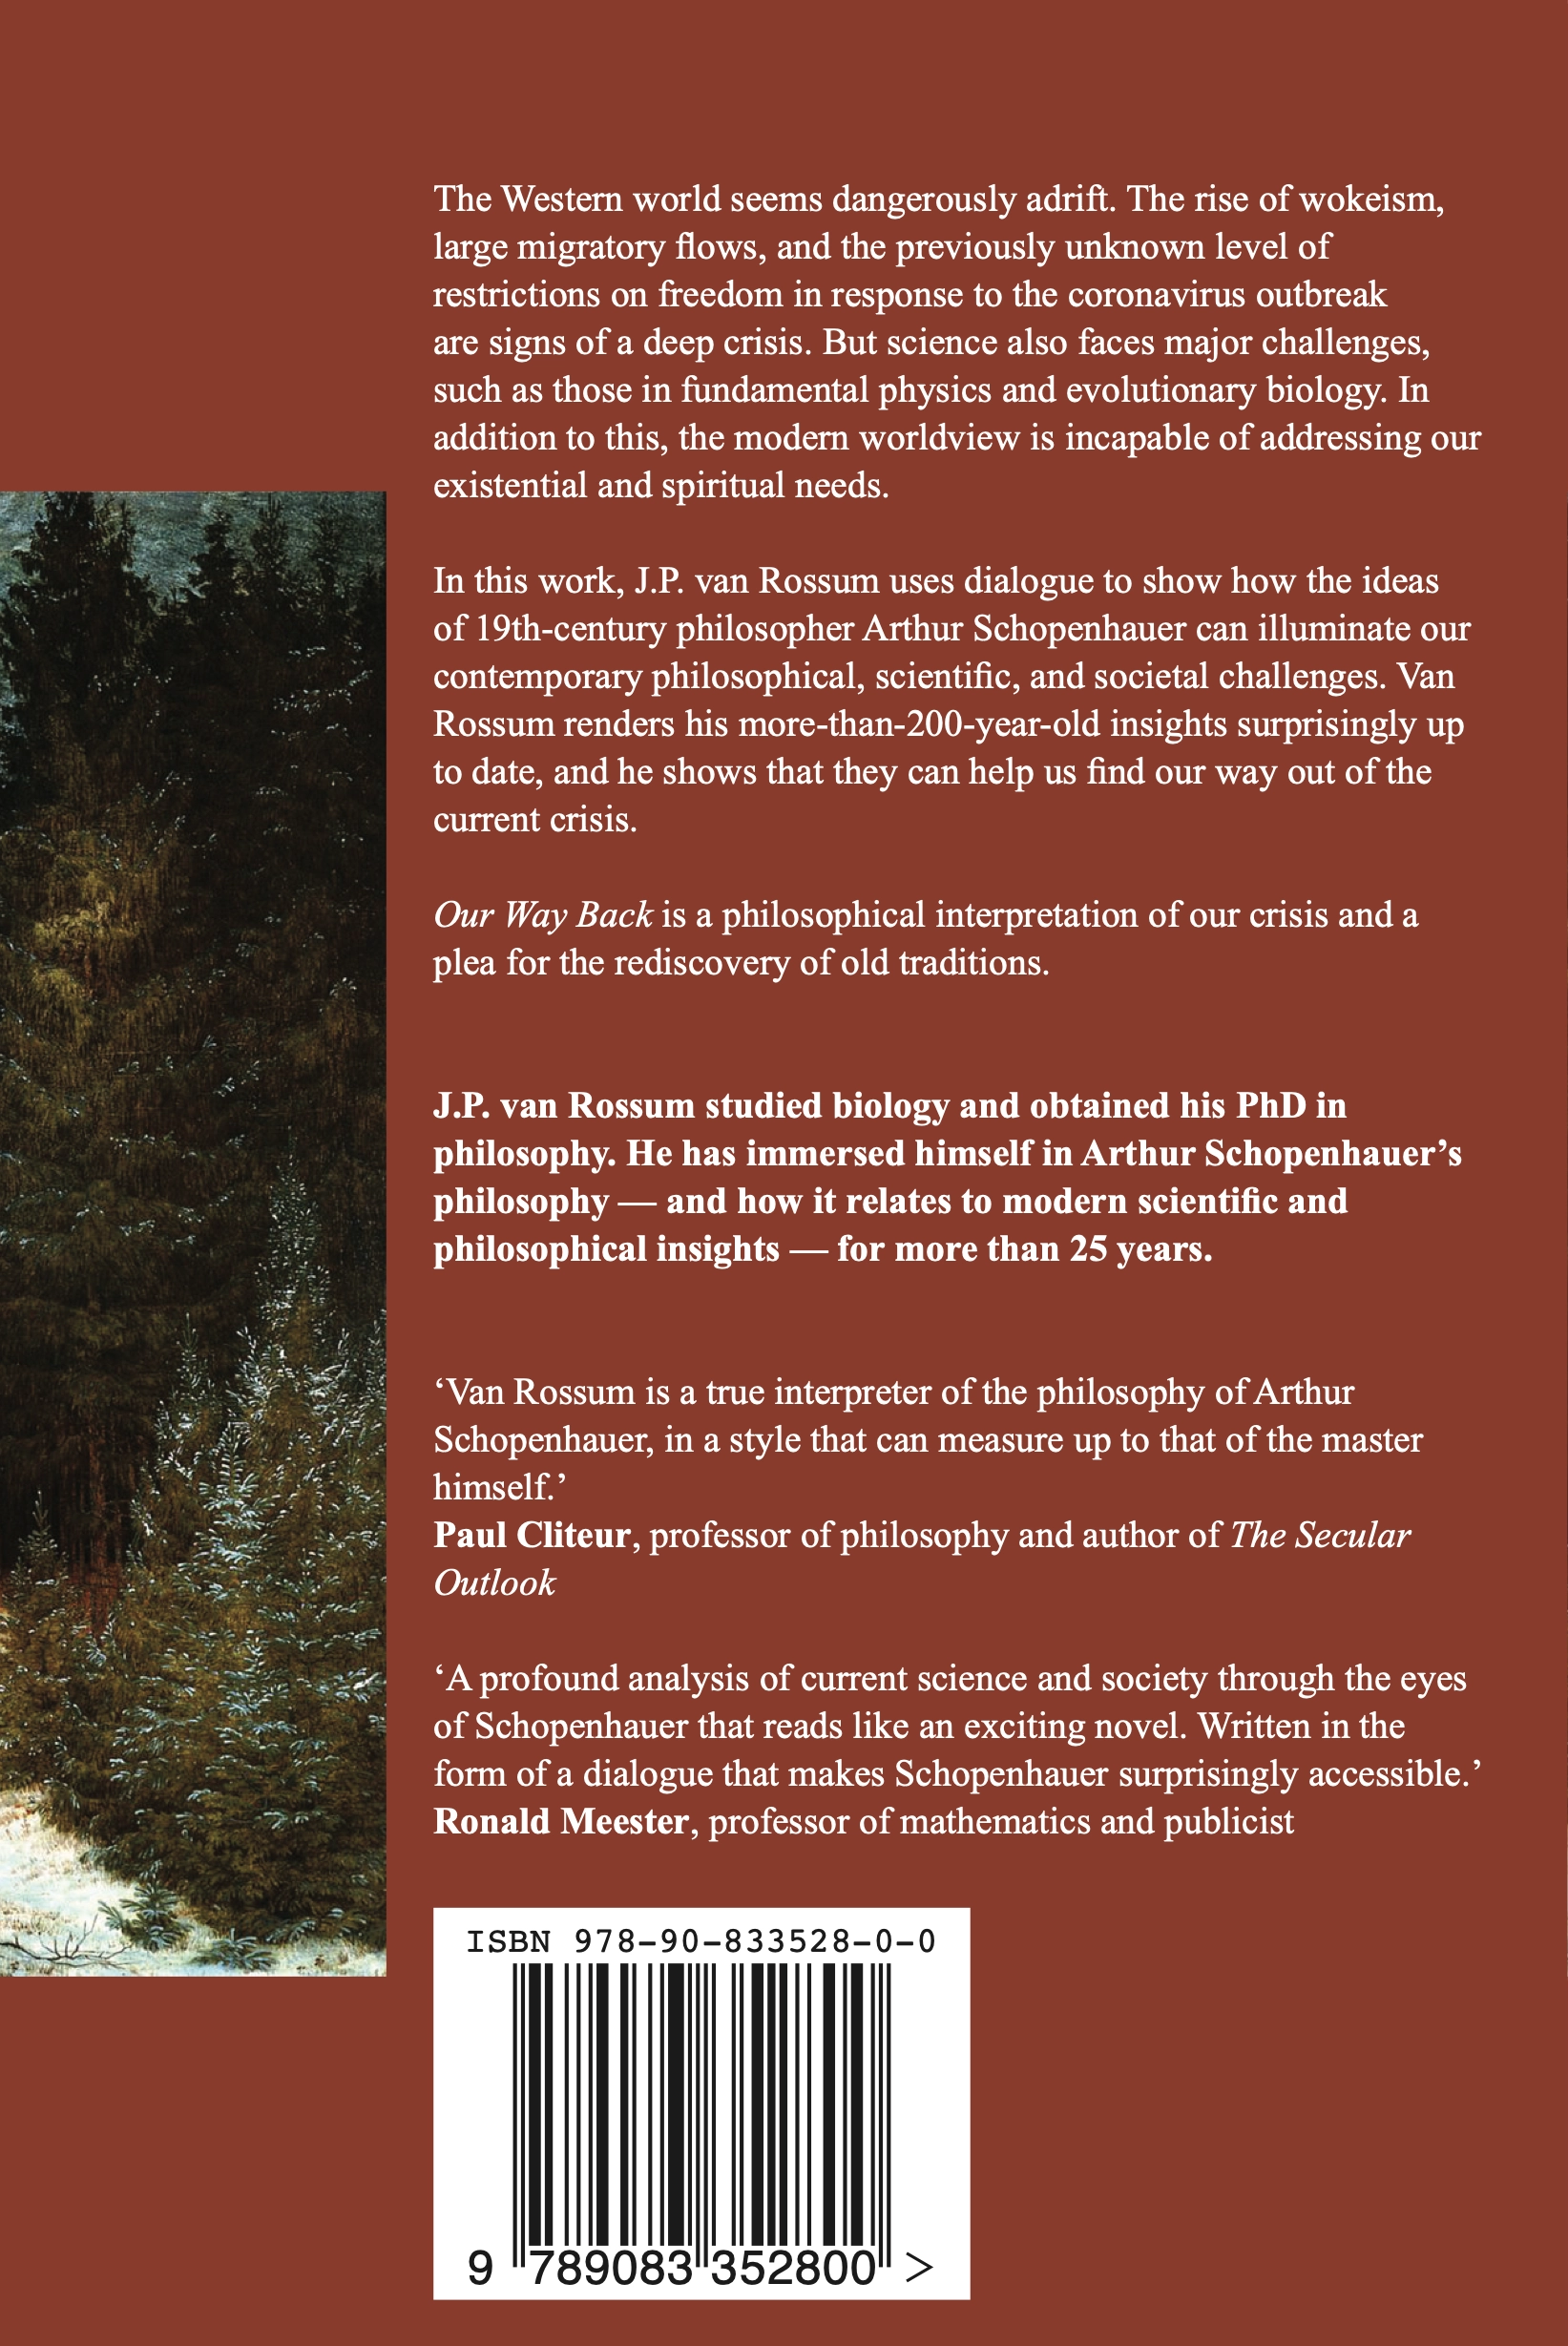 The Western world seems dangerously adrift. The rise of wokeism,
large migratory flows, and the previously unknown level of
restrictions on freedom in response to the coronavirus outbreak
are signs of a deep crisis. But science also faces major challenges,
such as those in fundamental physics and evolutionary biology. In
addition to this, the modern worldview is incapable of addressing our
existential and spiritual needs.
In this work, J.P. van Rossum uses dialogue to show how the ideas
of 19th-century philosopher Arthur Schopenhauer can illuminate our
contemporary philosophical, scientific, and societal challenges. Van
Rossum renders his more-than-200-year-old insights surprisingly up
to date, and he shows that they can help us find our way out of the
current crisis.
Our Way Back is a philosophical interpretation of our crisis and a
plea for the rediscovery of old traditions.
J.P. van Rossum studied biology and obtained his PhD in
philosophy. He has immersed himself in Arthur Schopenhauer’s
philosophy — and how it relates to modern scientific and
philosophical insights — for more than 25 years.
‘Van Rossum is a true interpreter of the philosophy of Arthur
Schopenhauer, in a style that can measure up to that of the master
himself.’
Paul Cliteur, professor of philosophy and author of The Secular
Outlook
‘A profound analysis of current science and society through the eyes
of Schopenhauer that reads like an exciting novel. Written in the
form of a dialogue that makes Schopenhauer surprisingly accessible.’
Ronald Meester, professor of mathematics and publicist
ISBN 978-90-833528-0-0
9 789083 352800 >